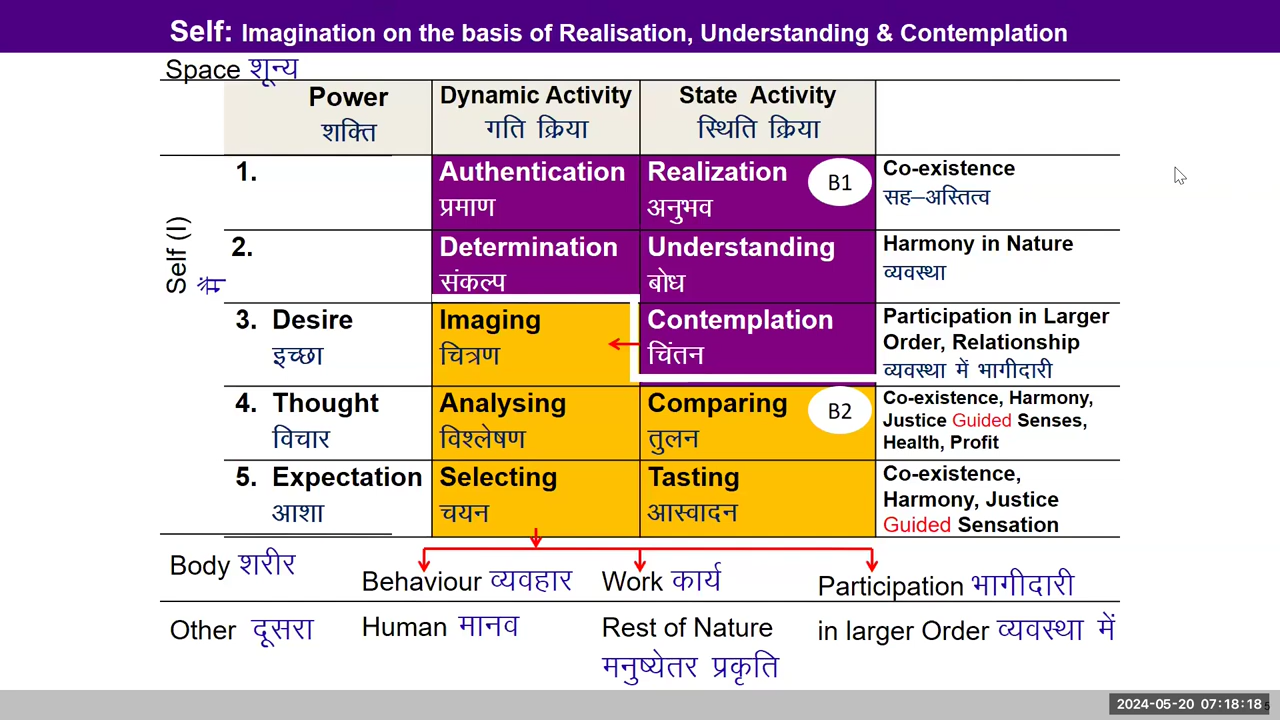 Self: Imagination on the basis of Realisation, Understanding & Contemplation
Space शून्य
Power
शक्ति
Dynamic Activity
गति क्रिया
State Activity
स्थिति क्रिया
Self (I)
मैं
1.
Authentication
प्रमाण
Realization
अनुभव
B1
Co-existence
सह–अस्तित्व
2.
Determination
संकल्प
Understanding
बोध
Harmony in Nature
व्यवस्था
3. Desire
इच्छा
Imaging
चित्रण
Contemplation
चिंतन
Participation in Larger
Order, Relationship
व्यवस्था में भागीदारी
4. Thought
विचार
Analysing
विश्लेषण
Comparing
तुलन
B2
Co-existence, Harmony,
Justice Guided Senses,
Health, Profit
5. Expectation
आशा
Selecting
चयन
Tasting
आस्वादन
Co-existence,
Harmony, Justice
Guided Sensation
Body शरीर
Behaviour व्यवहार
Work कार्य
Participation भागीदारी
Other दूसरा
Human मानव
Rest of Nature
मनुष्येतर प्रकृति
in larger Order व्यवस्था में
2024-05-20 07:18:18